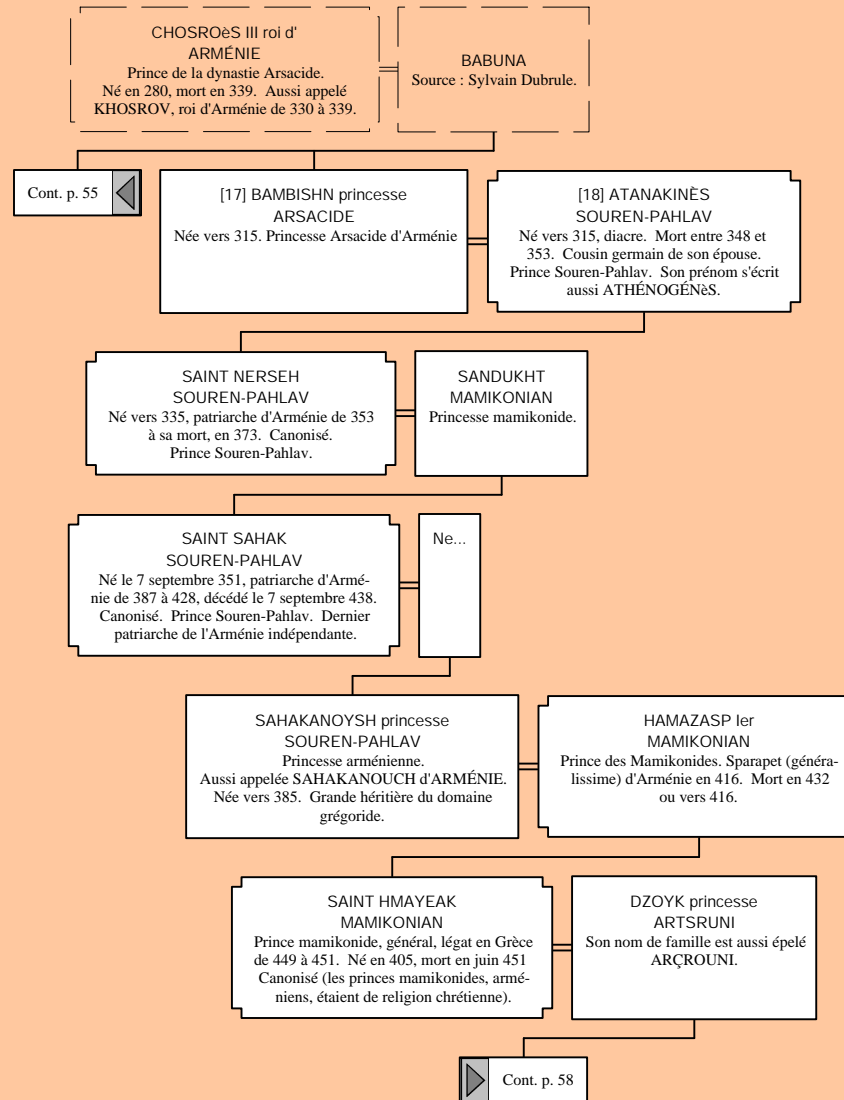 CHOSROèS III roi d'
ARMÉNIE
Prince de la dynastie Arsacide.
Né en 280, mort en 339. Aussi appelé
KHOSROV, roi d'Arménie de 330 à 339.
BABUNA
Source : Sylvain Dubrule.
Cont. p. 55
[17] BAMBISHN princesse
ARSACIDE
Née vers 315. Princesse Arsacide d'Arménie
[18] ATANAKINÈS
SOUREN-PAHLAV
Né vers 315, diacre. Mort entre 348 et
353. Cousin germain de son épouse.
Prince Souren-Pahlav. Son prénom s'écrit
aussi ATHÉNOGÉNèS.
SAINT NERSEH
SOUREN-PAHLAV
Né vers 335, patriarche d'Arménie de 353
à sa mort, en 373. Canonisé.
Prince Souren-Pahlav.
SANDUKHT
MAMIKONIAN
Princesse mamikonide.
SAINT SAHAK
SOUREN-PAHLAV
Né le 7 septembre 351, patriarche d'Armé-
nie de 387 à 428, décédé le 7 septembre 438.
Canonisé. Prince Souren-Pahlav. Dernier
patriarche de l'Arménie indépendante.
Ne...
SAHAKANOYSH princesse
SOUREN-PAHLAV
Princesse arménienne.
Aussi appelée SAHAKANOUCH d'ARMÉNIE.
Née vers 385. Grande héritière du domaine
grégoride.
HAMAZASP Ier
MAMIKONIAN
Prince des Mamikonides. Sparapet (généra-
lissime) d'Arménie en 416. Mort en 432
ou vers 416.
SAINT HMAYEAK
MAMIKONIAN
Prince mamikonide, général, légat en Grèce
de 449 à 451. Né en 405, mort en juin 451
Canonisé (les princes mamikonides, armé-
niens, étaient de religion chrétienne).
DZOYK princesse
ARTSRUNI
Son nom de famille est aussi épelé
ARÇROUNI.
Cont. p. 58